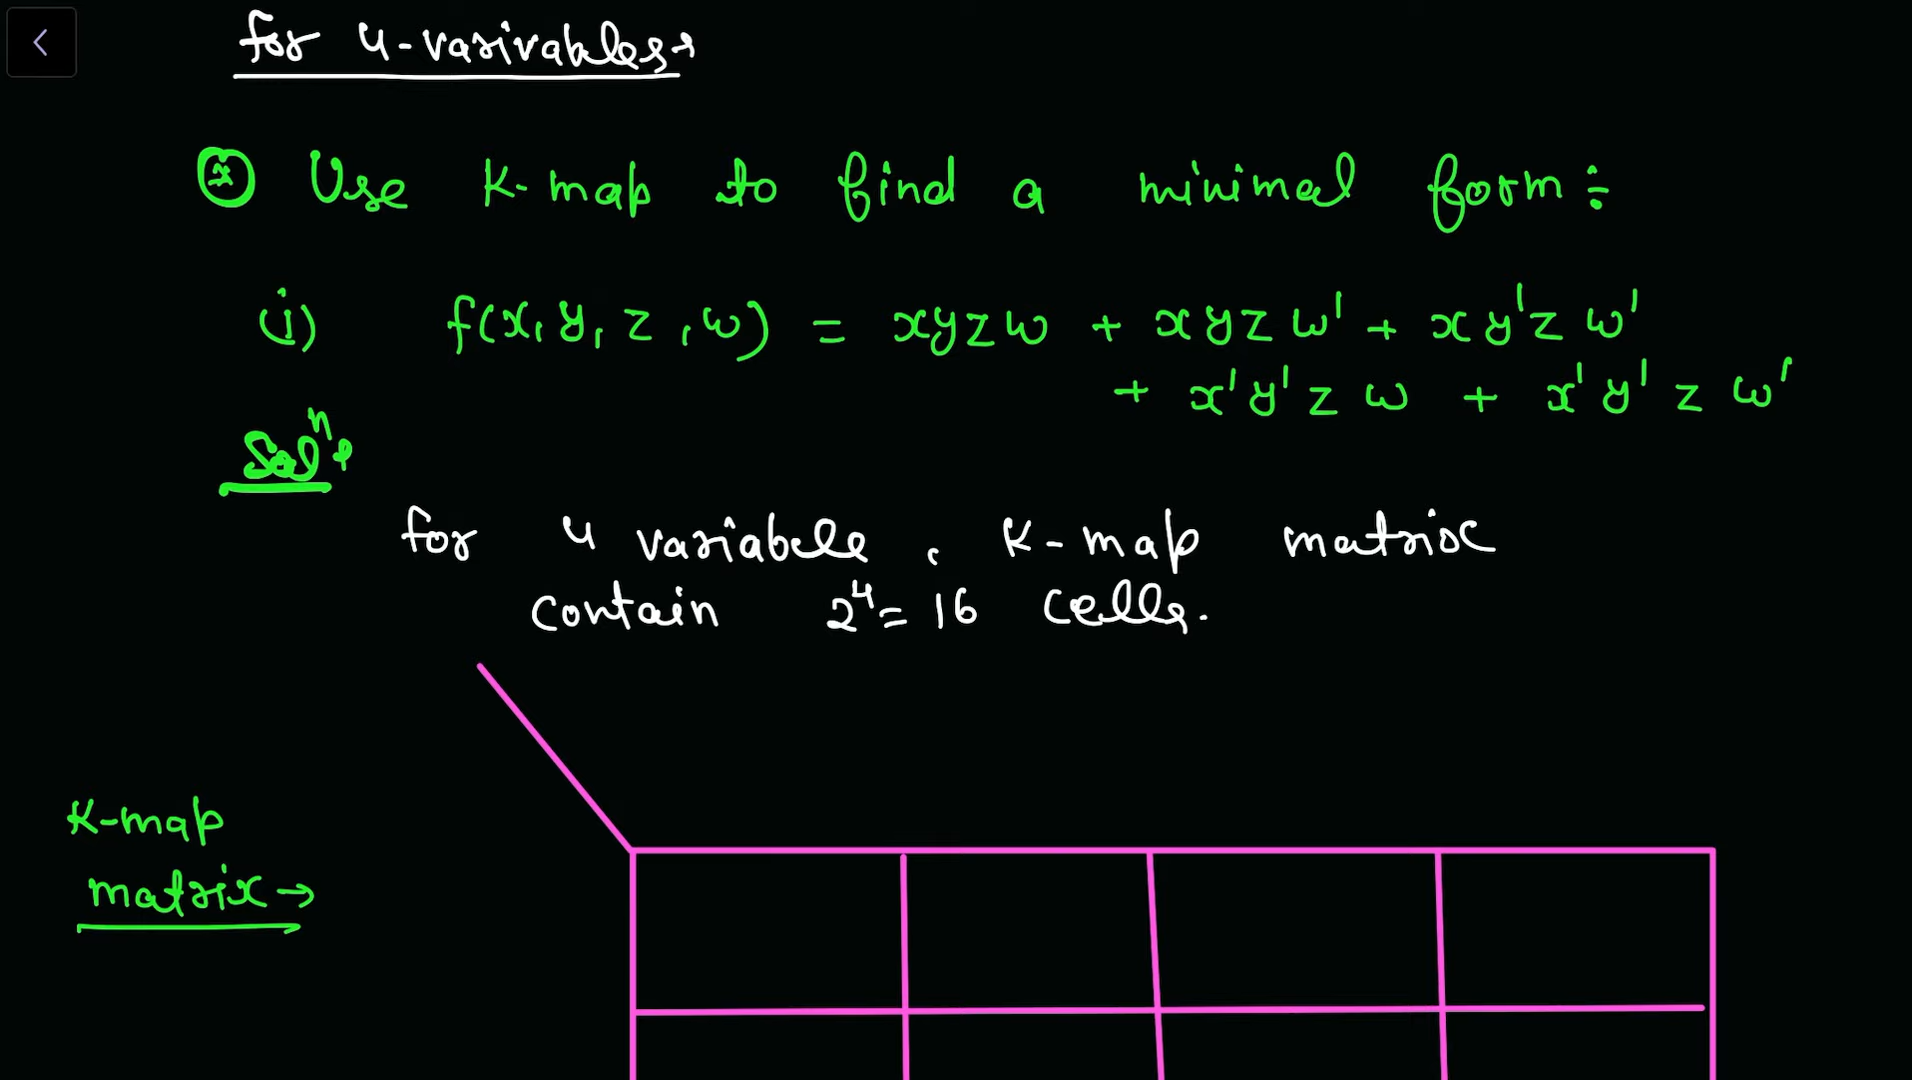 for 4-varivables→
* Use K-map to find a minimal form:
(i) f(x, y, z, w) = xyzw + xyzw' + xy'zw'
+ x'y'zw + x'y'zw'
Solⁿ:
for 4 variabele, K-map matrix
contain 2⁴= 16 cells.
K-map
matrix→